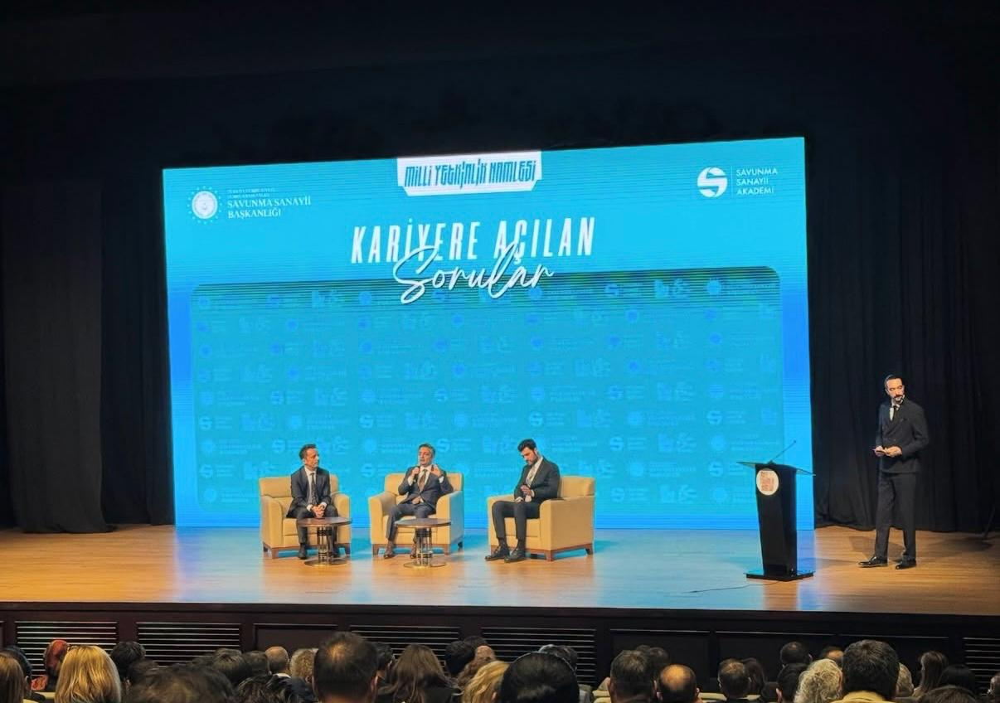 MİLLİ YETKİNLİK HAMLESİ
SAVUNMA SANAYİİ
BAŞKANLIĞI
SAVUNMA
SANAYİİ
AKADEMİ
KARİYERE AÇILAN
Sorular